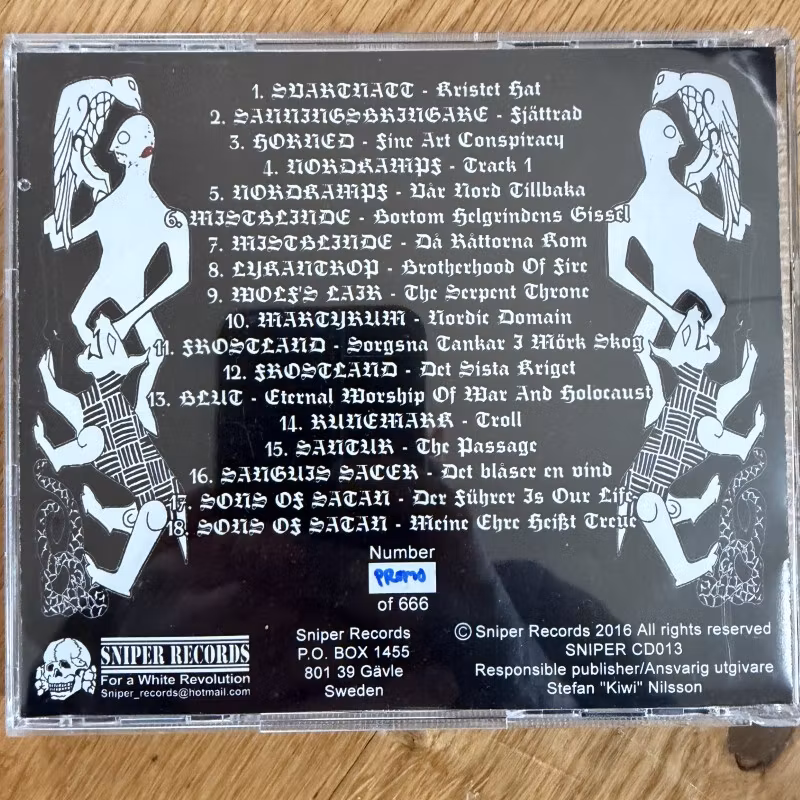 1. SVARTNATT - Kristet Hat
2. SANNINGSBRINGARE - Fjättrad
3. HORNED - Fine Art Conspiracy
4. NORDKAMPF - Track 1
5. NORDKAMPF - Vår Nord Tillbaka
6. MISTBLINDE - Bortom Helgrindens Gissel
7. MISTBLINDE - Då Råttorna Kom
8. LYKANTROP - Brotherhood Of Fire
9. WOLF'S LAIR - The Serpent Throne
10. MARTYRUM - Nordic Domain
11. FROSTLAND - Sorgsna Tankar I Mörk Skog
12. FROSTLAND - Det Sista Kriget
13. BLUT - Eternal Worship Of War And Holocaust
14. RUNEMARK - Troll
15. SANTUR - The Passage
16. SANGUIS SACER - Det blåser en vind
17. SONS OF SATAN - Der Führer Is Our Life
18. SONS OF SATAN - Meine Ehre Heißt Treue
Number
PROMO
of 666
SNIPER RECORDS
For a White Revolution
Sniper_records@hotmail.com
Sniper Records
P.O. BOX 1455
801 39 Gävle
Sweden
© Sniper Records 2016 All rights reserved
SNIPER CD013
Responsible publisher/Ansvarig utgivare
Stefan "Kiwi" Nilsson